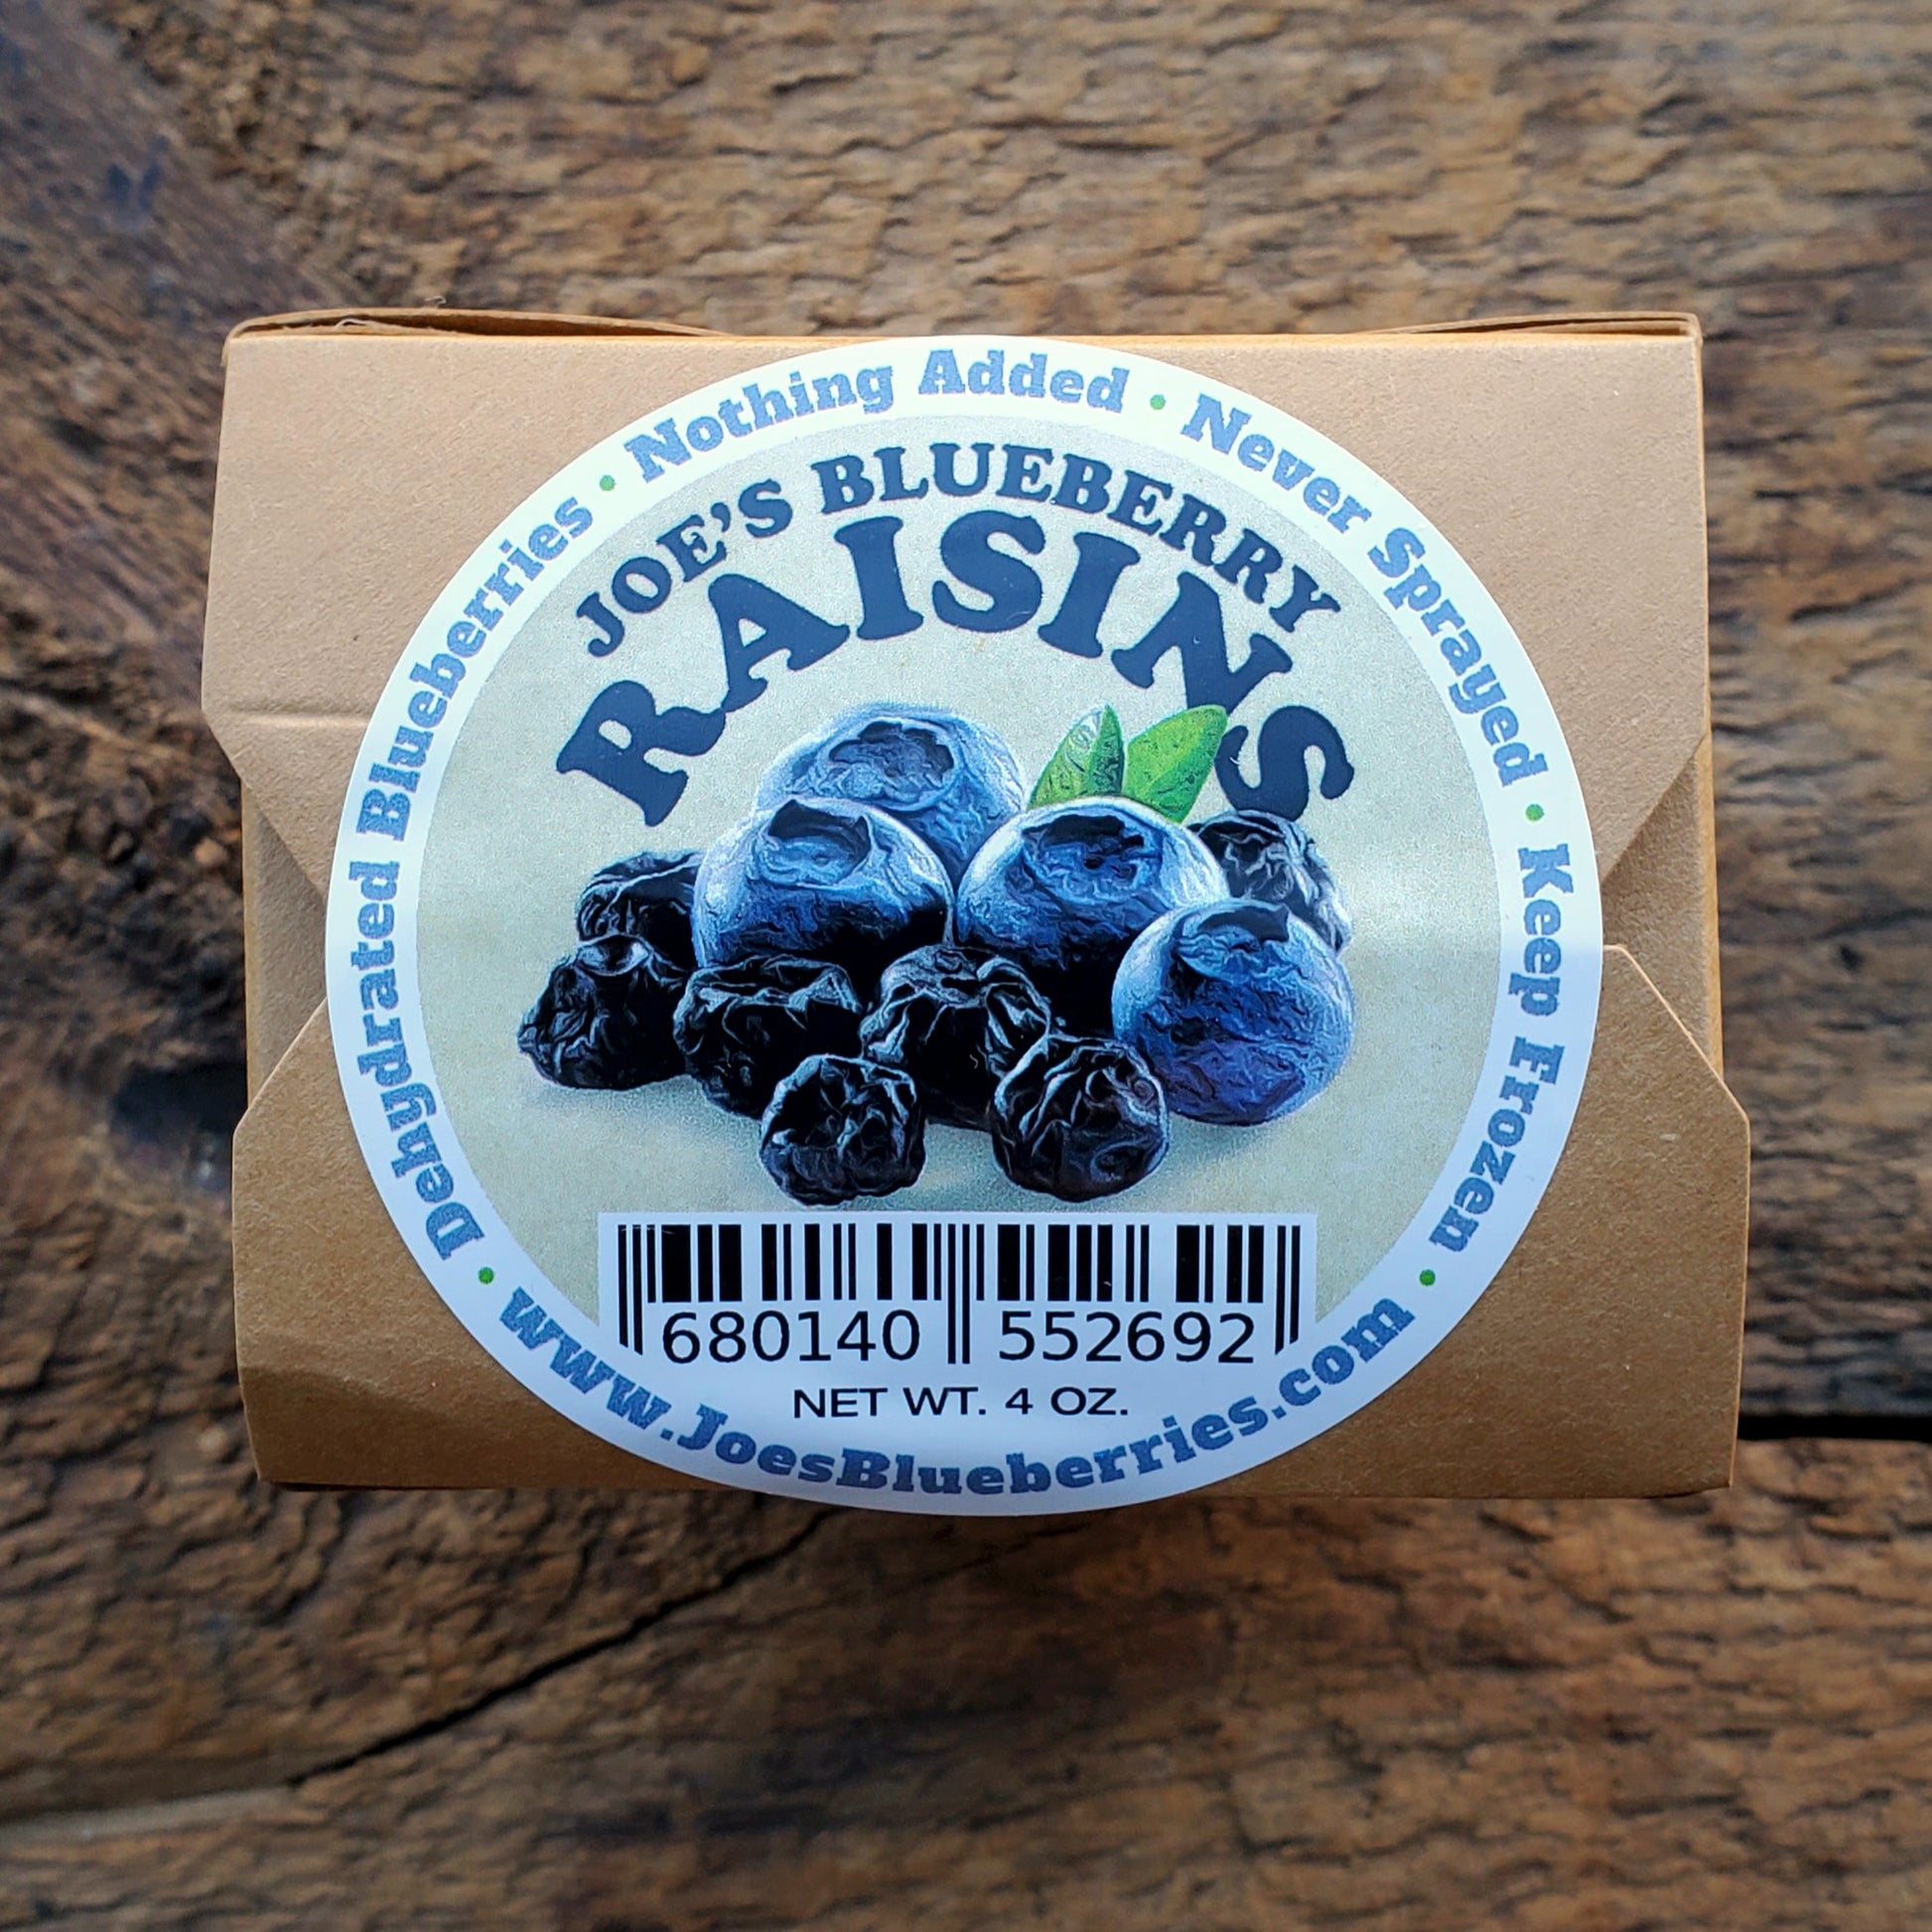 Dehydrated Blueberries • Nothing Added • Never Sprayed • Keep Frozen •
JOE'S BLUEBERRY
RAISINS
680140 552692
NET WT. 4 OZ.
www.JoesBlueberries.com •